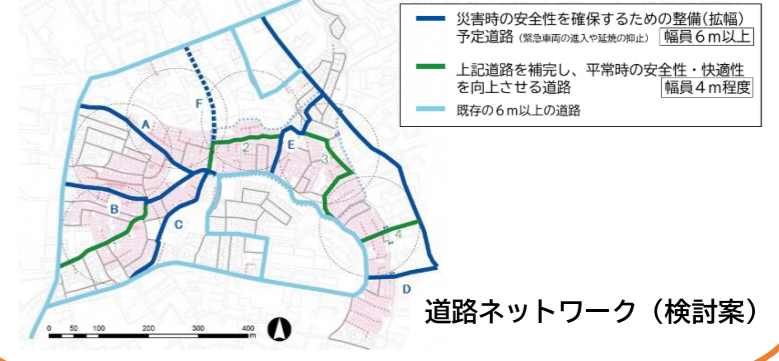 災害時の安全性を確保するための整備(拡幅)
予定道路(緊急車両の進入や延焼の抑止) 幅員6m以上
上記道路を補完し、平常時の安全性・快適性
を向上させる道路 幅員4m程度
既存の6m以上の道路
F
A
2
E
3
B
C
4
D
道路ネットワーク(検討案)
0 50 100 200 300 400
m